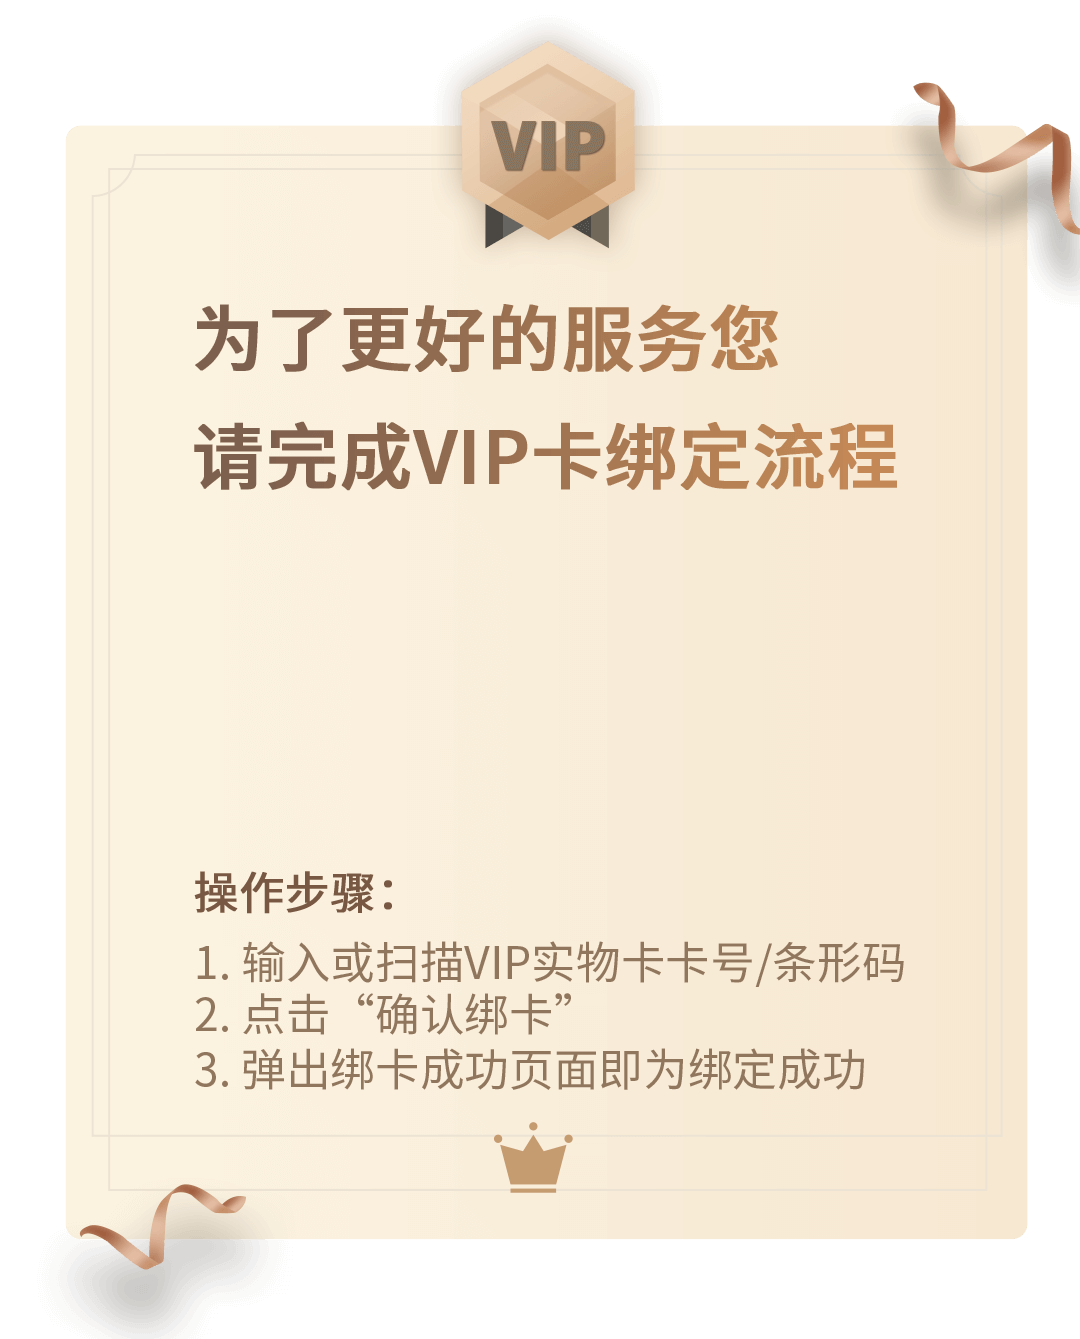 VIP
为了更好的服务您
请完成VIP卡绑定流程
操作步骤：
1. 输入或扫描VIP实物卡卡号/条形码
2. 点击“确认绑卡”
3. 弹出绑卡成功页面即为绑定成功